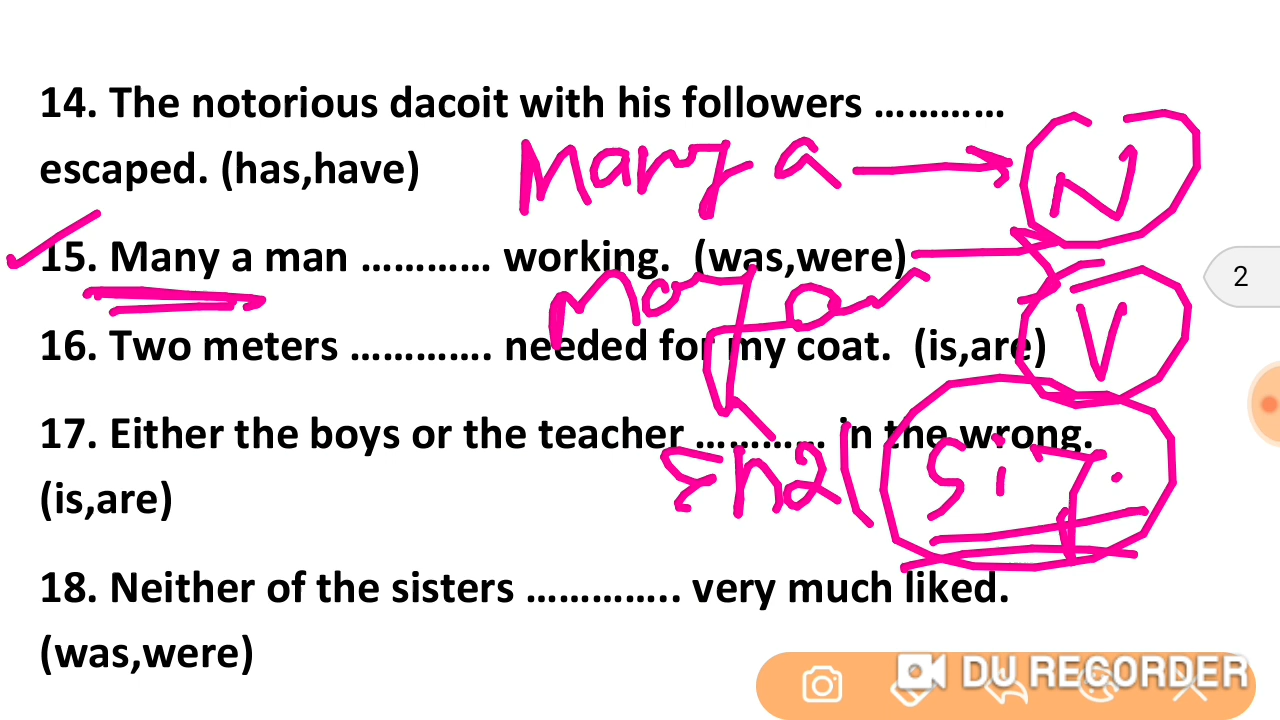 14. The notorious dacoit with his followers …………
escaped. (has,have)
Many a N
15. Many a man ………… working. (was,were)
16. Two meters …………. needed for my coat. (is,are)
V
17. Either the boys or the teacher ………… in the wrong.
(is,are)
sig.
18. Neither of the sisters ………….. very much liked.
(was,were)
2
DU RECORDER